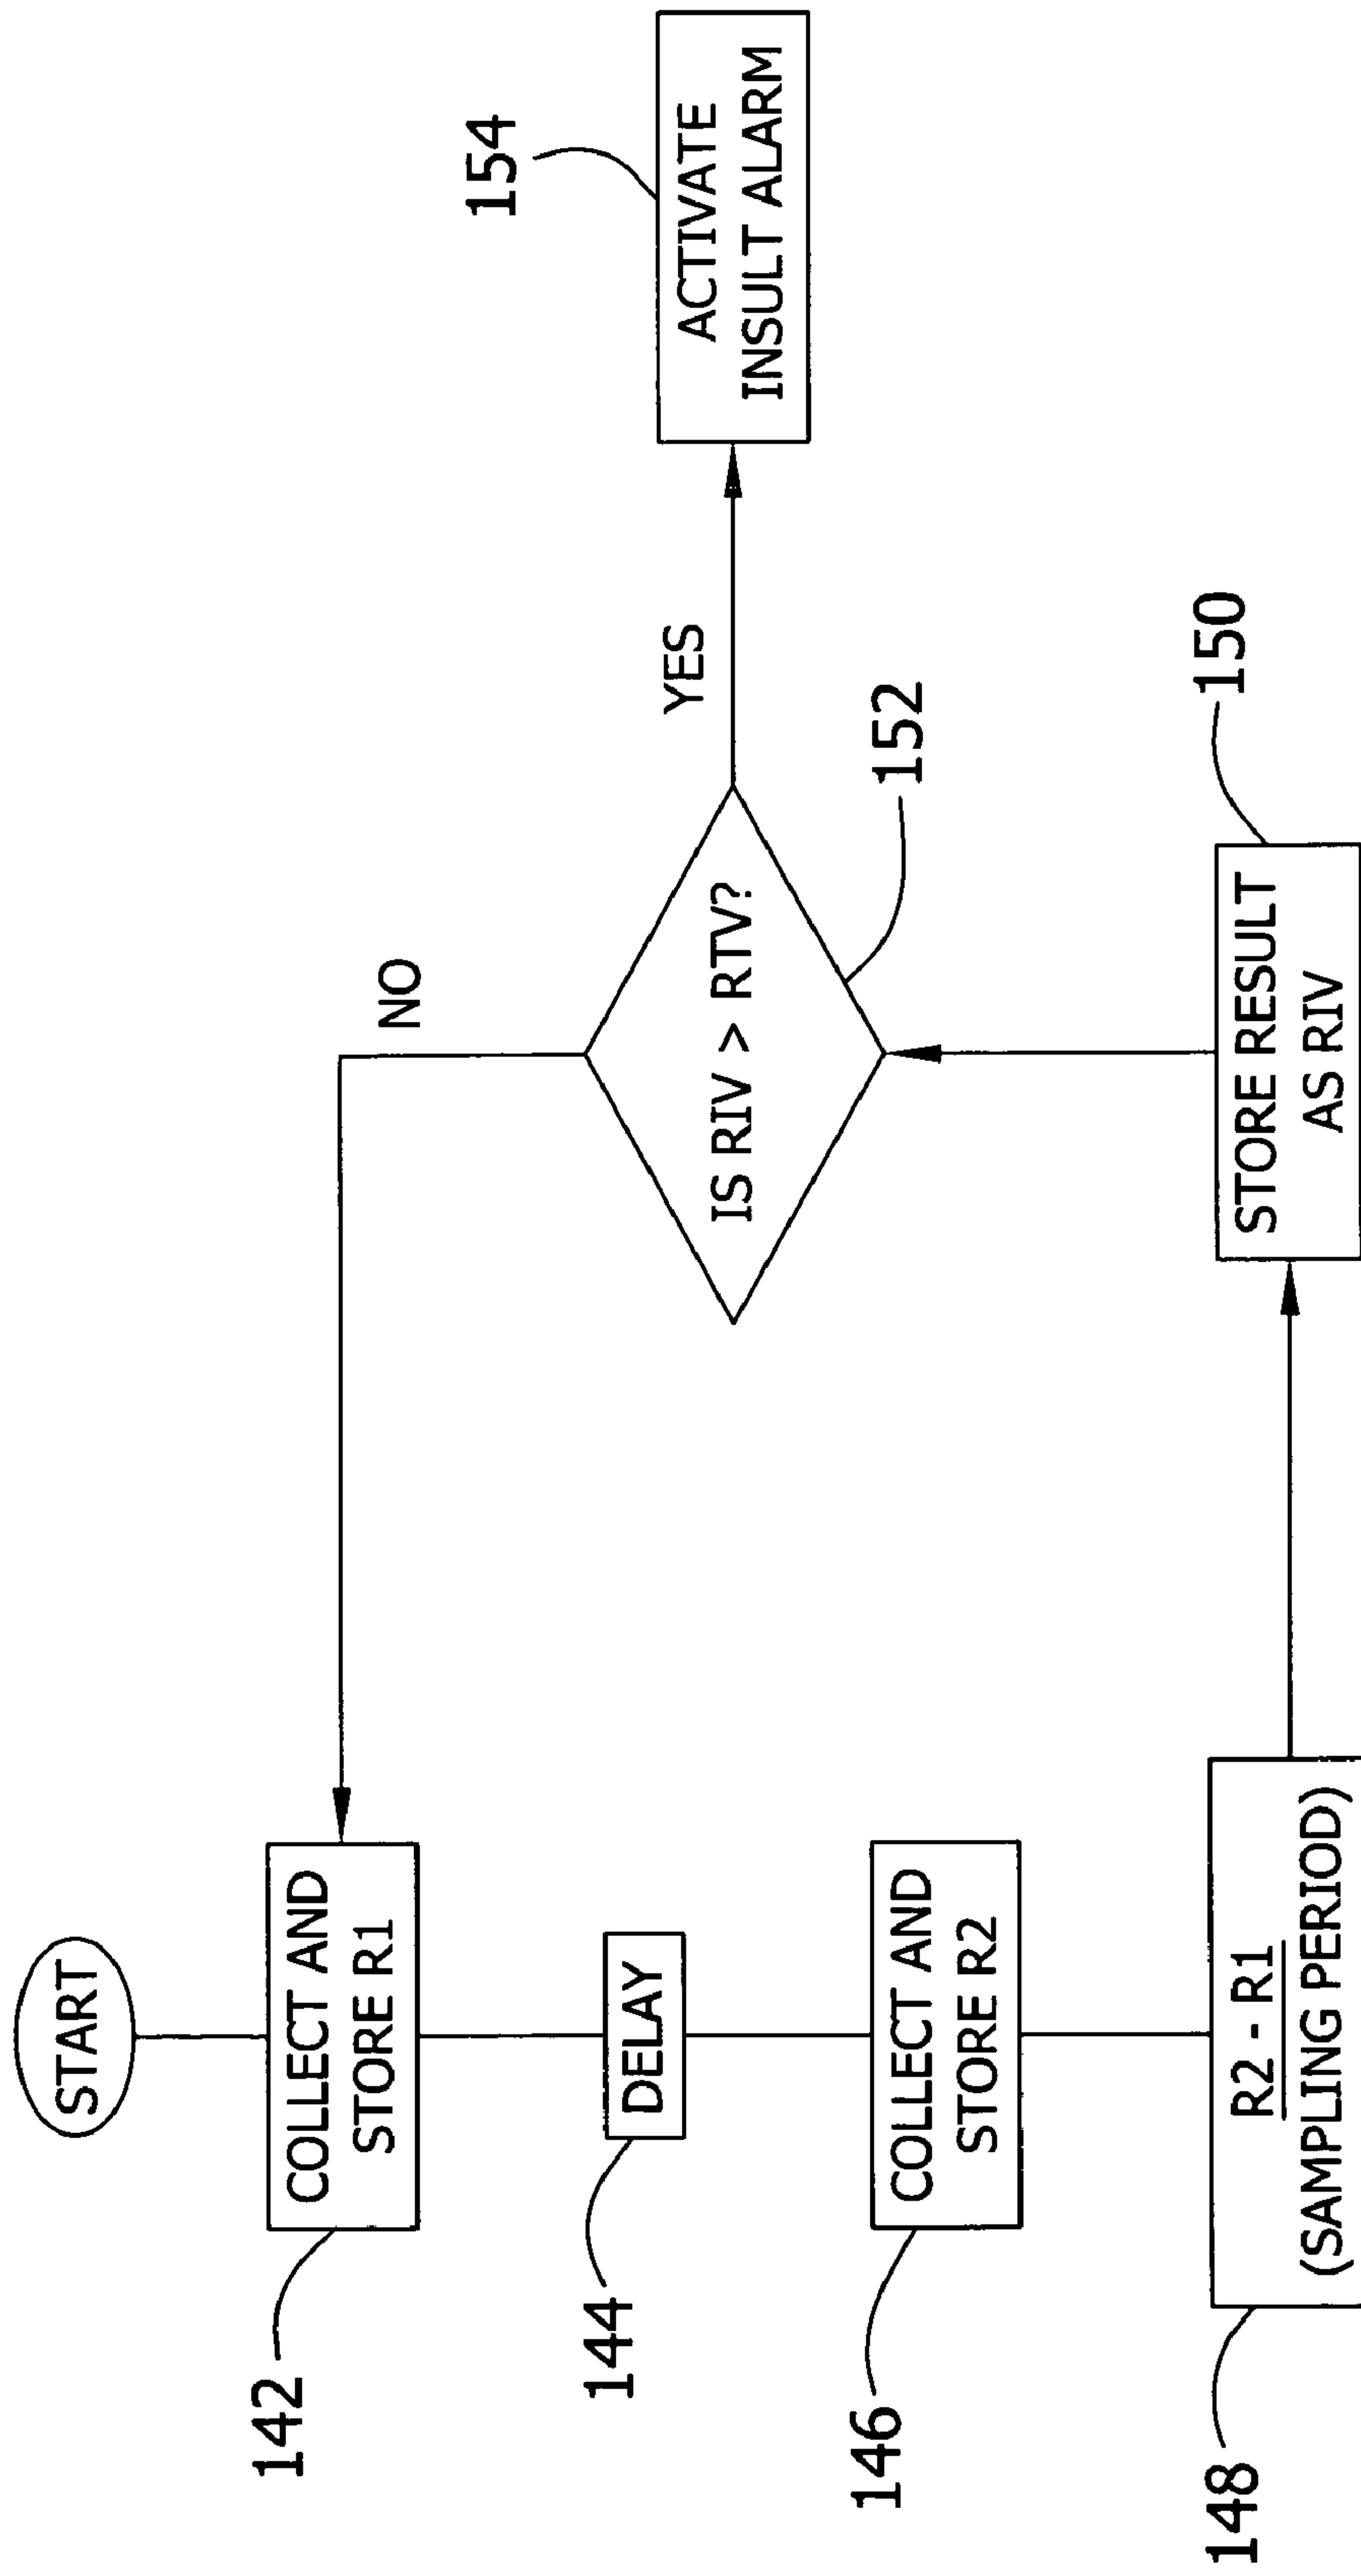 START
142
COLLECT AND
STORE R1
144
DELAY
146
COLLECT AND
STORE R2
148
R2 - R1
(SAMPLING PERIOD)
150
STORE RESULT
AS RIV
152
IS RIV > RTV?
NO
YES
154
ACTIVATE
INSULT ALARM